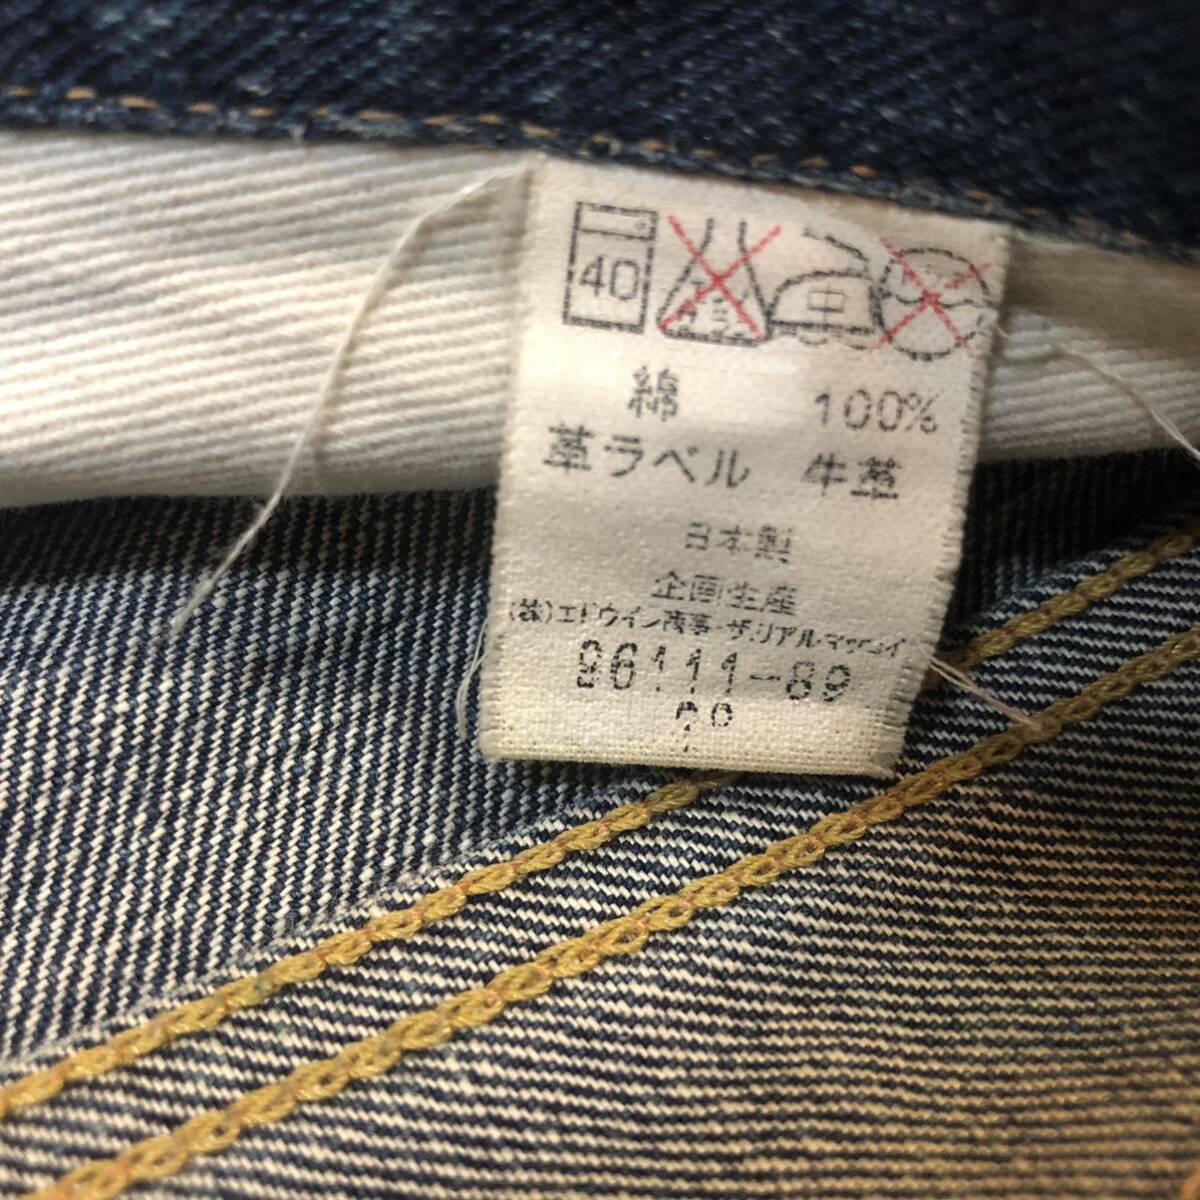 40
中
綿 100%
革ラベル 牛革
日本製
企画生産
(株)エドウイン商事・ザ・リアルマッコイ
96111-89